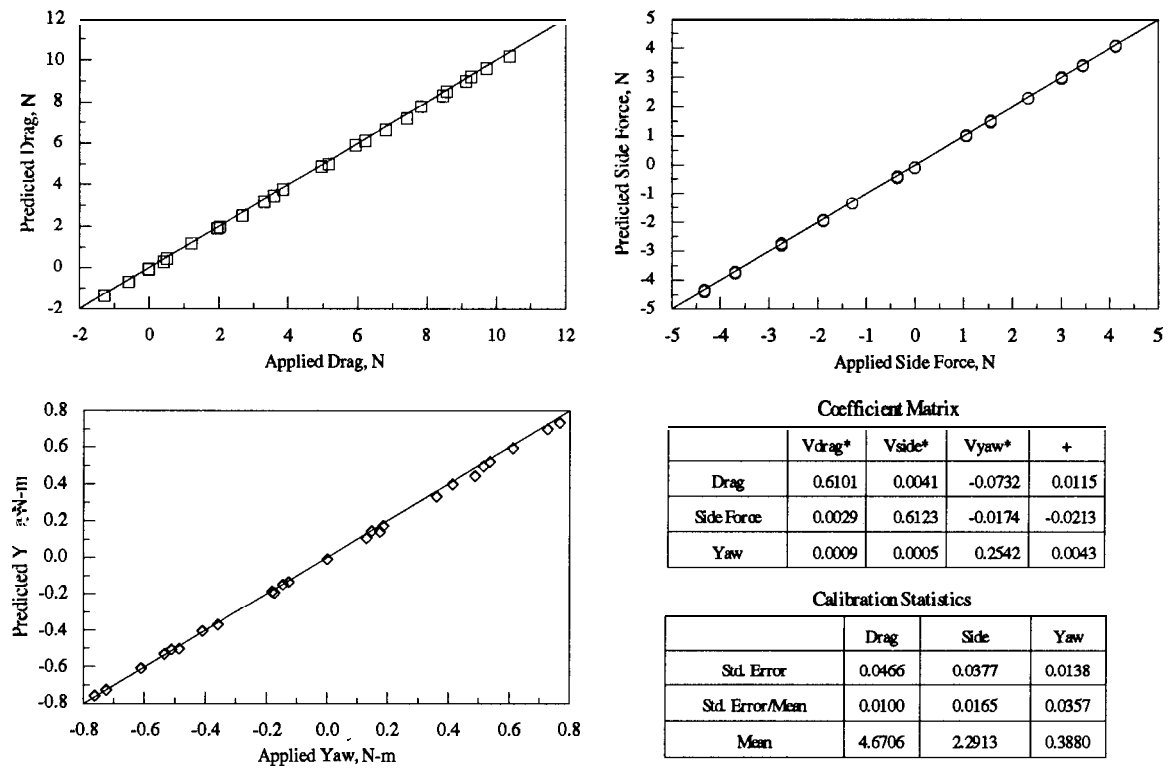 12
10
8
6
4
2
0
-2
Predicted Drag, N
-2 0 2 4 6 8 10 12
Applied Drag, N
5
4
3
2
1
0
-1
-2
-3
-4
-5
Predicted Side Force, N
-5 -4 -3 -2 -1 0 1 2 3 4 5
Applied Side Force, N
0.8
0.6
0.4
0.2
0.0
-0.2
-0.4
-0.6
-0.8
Predicted Y N-m
-0.8 -0.6 -0.4 -0.2 0.0 0.2 0.4 0.6 0.8
Applied Yaw, N-m
Coefficient Matrix
Vdrag* Vside* Vyaw* +
Drag 0.6101 0.0041 -0.0732 0.0115
Side Force 0.0029 0.6123 -0.0174 -0.0213
Yaw 0.0009 0.0005 0.2542 0.0043
Calibration Statistics
Drag Side Yaw
Std. Error 0.0466 0.0377 0.0138
Std. Error/Mean 0.0100 0.0165 0.0357
Mean 4.6706 2.2913 0.3880